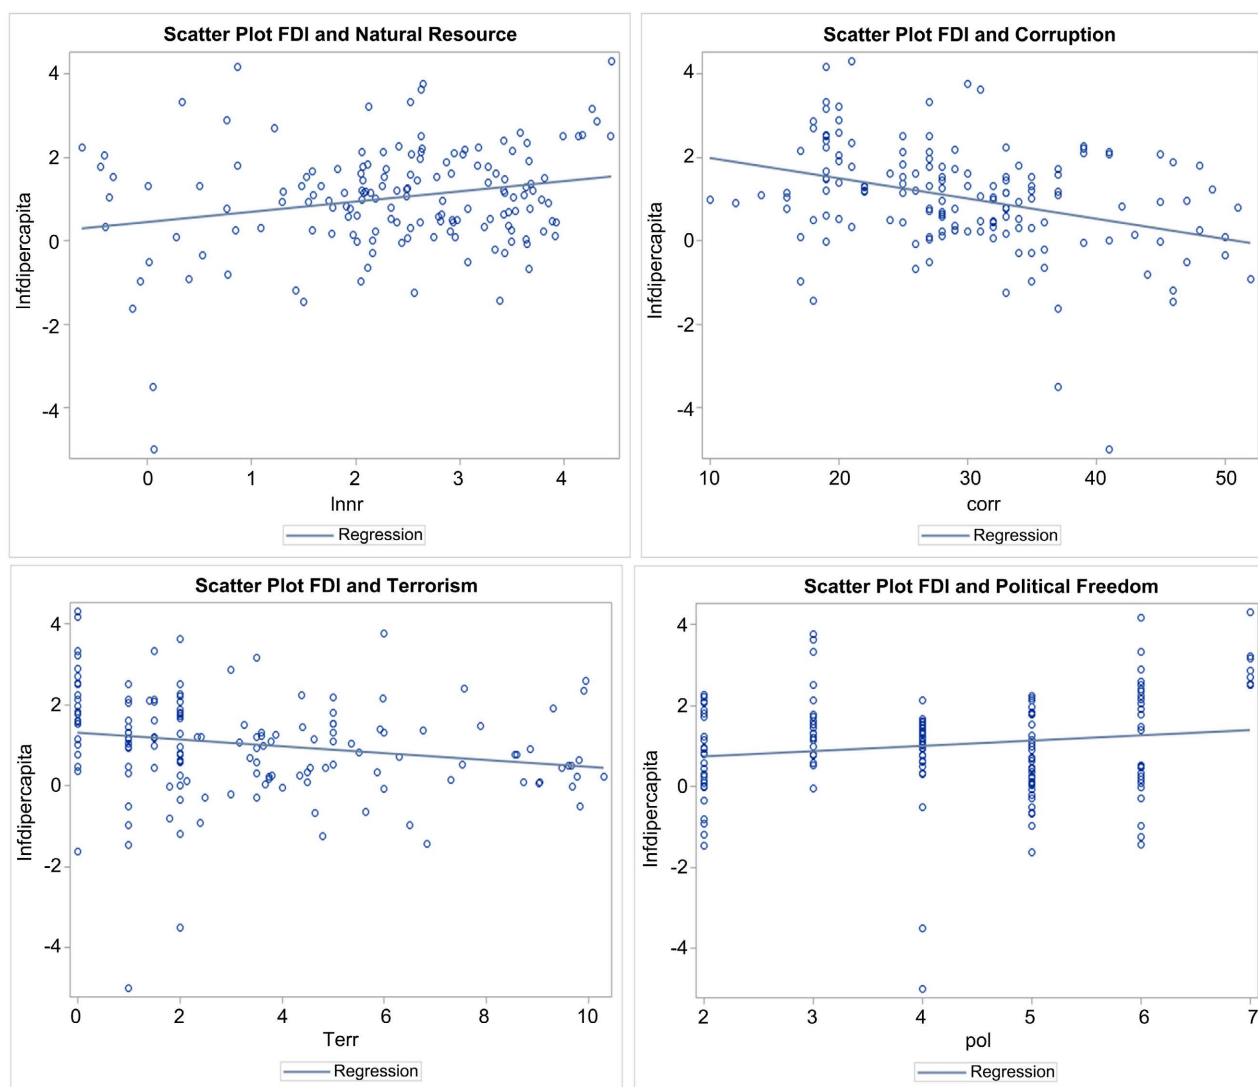 Scatter Plot FDI and Natural Resource
4
2
0
-2
-4
lnfdipercapita
0 1 2 3 4
lnnr
Regression
Scatter Plot FDI and Corruption
4
2
0
-2
-4
lnfdipercapita
10 20 30 40 50
corr
Regression
Scatter Plot FDI and Terrorism
4
2
0
-2
-4
lnfdipercapita
0 2 4 6 8 10
Terr
Regression
Scatter Plot FDI and Political Freedom
4
2
0
-2
-4
lnfdipercapita
2 3 4 5 6 7
pol
Regression